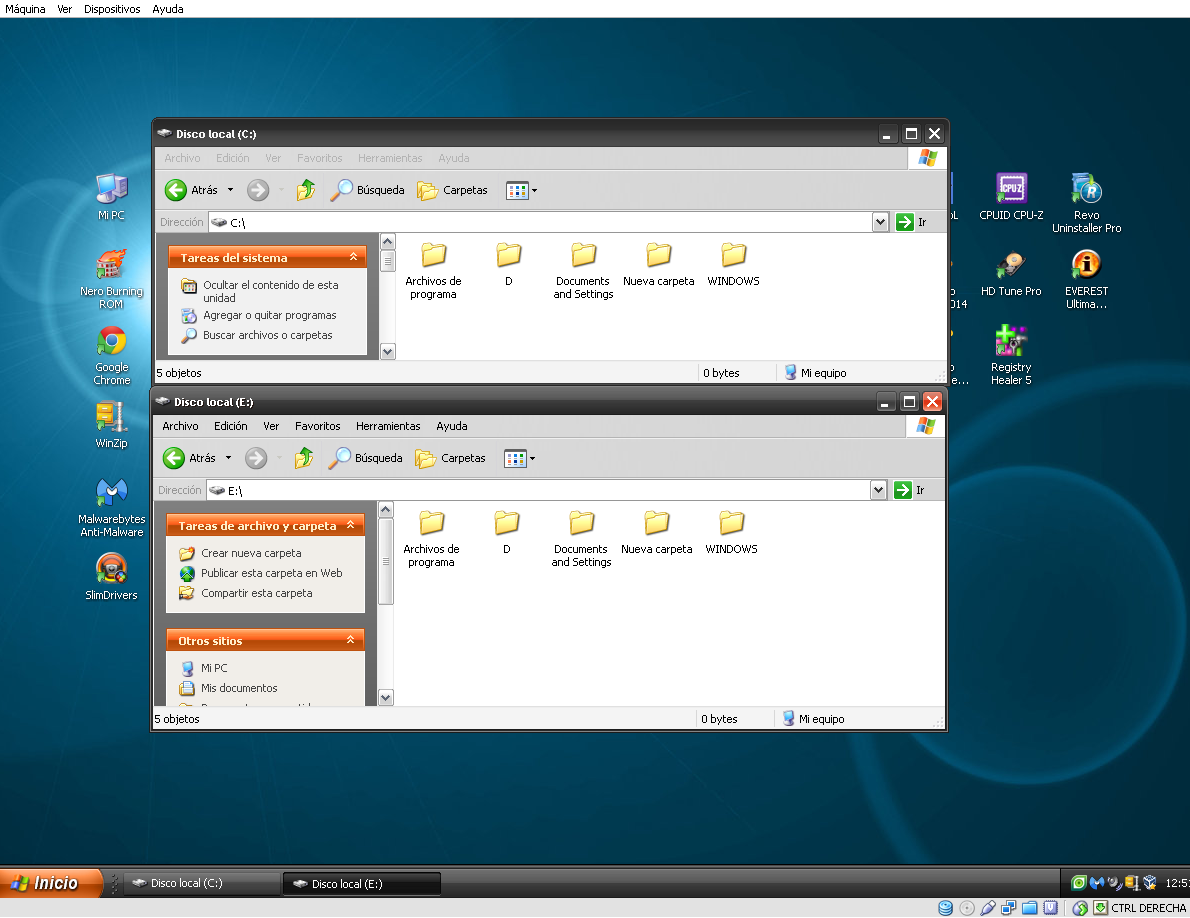 Máquina Ver Dispositivos Ayuda
Disco local (C:)
Archivo Edición Ver Favoritos Herramientas Ayuda
Atrás Búsqueda Carpetas
Dirección C:\ Ir
Tareas del sistema
Ocultar el contenido de esta
unidad
Agregar o quitar programas
Buscar archivos o carpetas
Archivos de
programa
D
Documents
and Settings
Nueva carpeta
WINDOWS
5 objetos 0 bytes Mi equipo
Disco local (E:)
Archivo Edición Ver Favoritos Herramientas Ayuda
Atrás Búsqueda Carpetas
Dirección E:\ Ir
Tareas de archivo y carpeta
Crear nueva carpeta
Publicar esta carpeta en Web
Compartir esta carpeta
Otros sitios
Mi PC
Mis documentos
Archivos de
programa
D
Documents
and Settings
Nueva carpeta
WINDOWS
5 objetos 0 bytes Mi equipo
Mi PC
Nero Burning
ROM
Google
Chrome
WinZip
Malwarebytes
Anti-Malware
SlimDrivers
CPUID CPU-Z
Revo
Uninstaller Pro
HD Tune Pro
EVEREST
Ultima...
Registry
Healer 5
Inicio
Disco local (C:)
Disco local (E:)
12:5
CTRL DERECHA